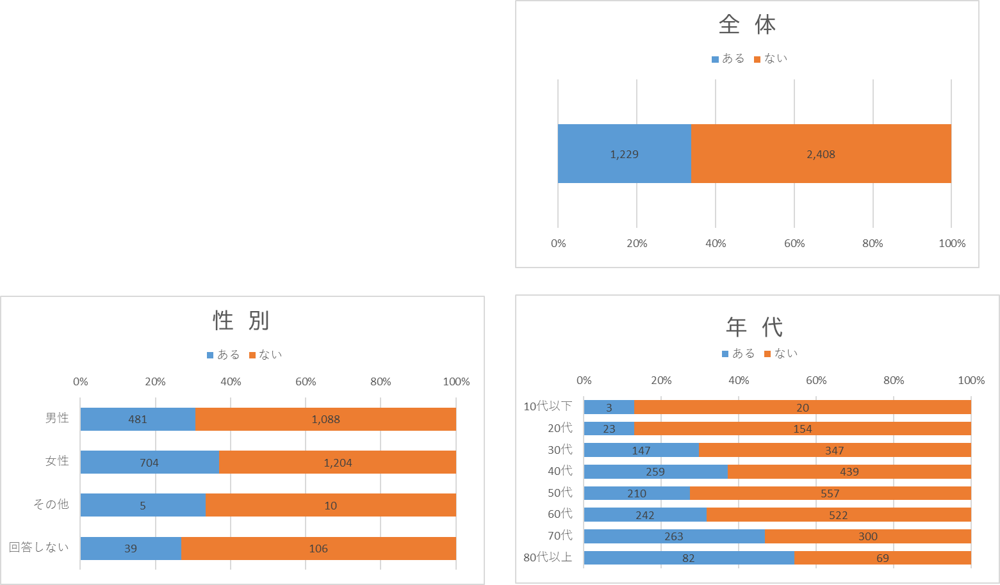 全 体
ある ない
1,229 2,408
0% 20% 40% 60% 80% 100%
性 別
ある ない
0% 20% 40% 60% 80% 100%
男性 481 1,088
女性 704 1,204
その他 5 10
回答しない 39 106
年 代
ある ない
0% 20% 40% 60% 80% 100%
10代以下 3 20
20代 23 154
30代 147 347
40代 259 439
50代 210 557
60代 242 522
70代 263 300
80代以上 82 69